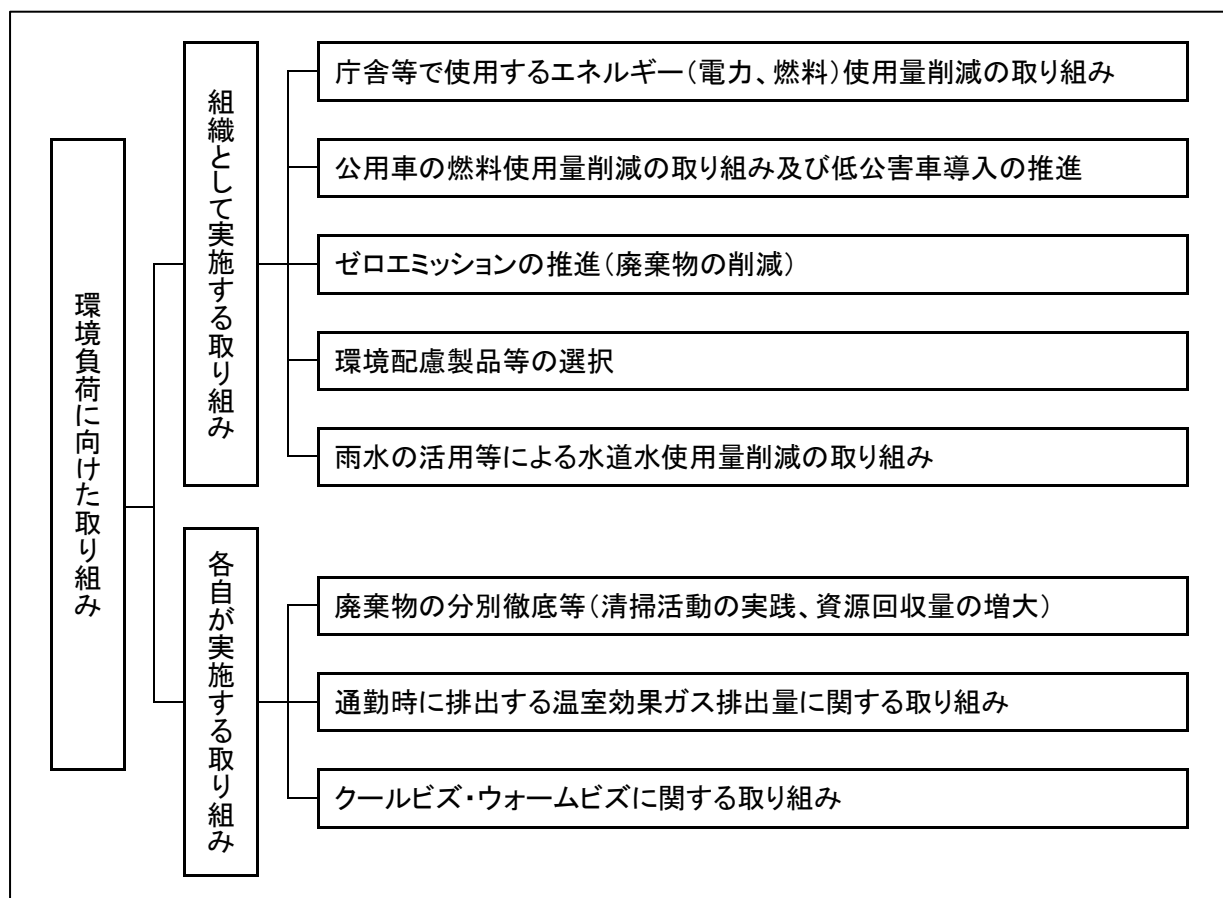 環境負荷に向けた取り組み
組織として実施する取り組み
庁舎等で使用するエネルギー(電力、燃料)使用量削減の取り組み
公用車の燃料使用量削減の取り組み及び低公害車導入の推進
ゼロエミッションの推進(廃棄物の削減)
環境配慮製品等の選択
雨水の活用等による水道水使用量削減の取り組み
各自が実施する取り組み
廃棄物の分別徹底等(清掃活動の実践、資源回収量の増大)
通勤時に排出する温室効果ガス排出量に関する取り組み
クールビズ・ウォームビズに関する取り組み